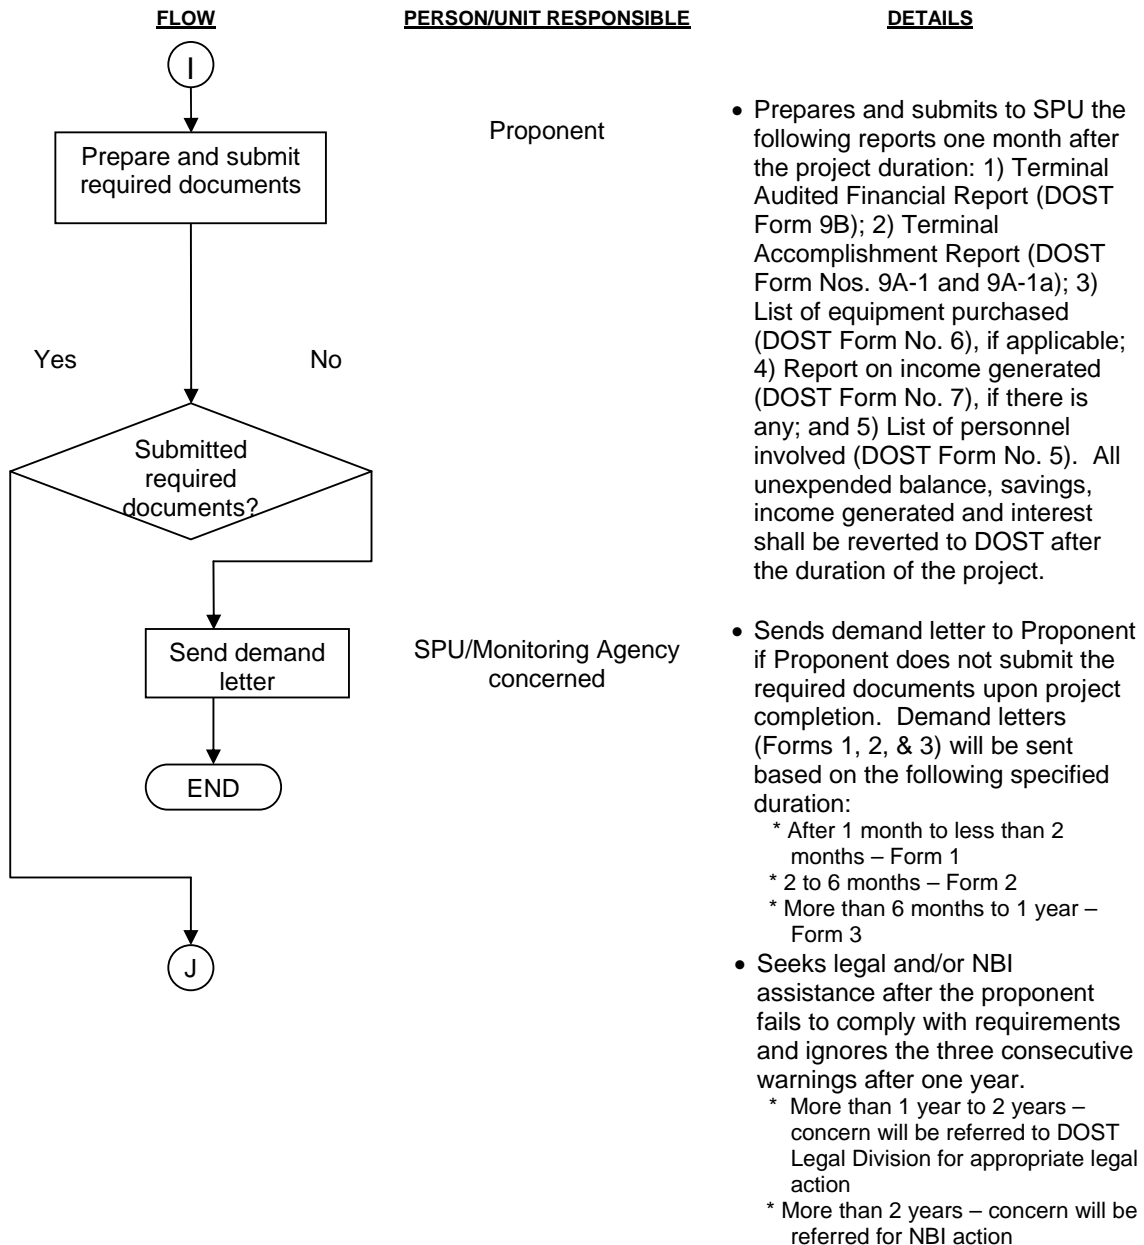 FLOW
PERSON/UNIT RESPONSIBLE
DETAILS
I
Prepare and submit
required documents
Proponent
• Prepares and submits to SPU the
following reports one month after
the project duration: 1) Terminal
Audited Financial Report (DOST
Form 9B); 2) Terminal
Accomplishment Report (DOST
Form Nos. 9A-1 and 9A-1a); 3)
List of equipment purchased
(DOST Form No. 6), if applicable;
4) Report on income generated
(DOST Form No. 7), if there is
any; and 5) List of personnel
involved (DOST Form No. 5).  All
unexpended balance, savings,
income generated and interest
shall be reverted to DOST after
the duration of the project.
Yes
No
Submitted
required
documents?
Send demand
letter
SPU/Monitoring Agency
concerned
• Sends demand letter to Proponent
if Proponent does not submit the
required documents upon project
completion.  Demand letters
(Forms 1, 2, & 3) will be sent
based on the following specified
duration:
* After 1 month to less than 2
months – Form 1
* 2 to 6 months – Form 2
* More than 6 months to 1 year –
Form 3
END
J
• Seeks legal and/or NBI
assistance after the proponent
fails to comply with requirements
and ignores the three consecutive
warnings after one year.
* More than 1 year to 2 years –
concern will be referred to DOST
Legal Division for appropriate legal
action
* More than 2 years – concern will be
referred for NBI action